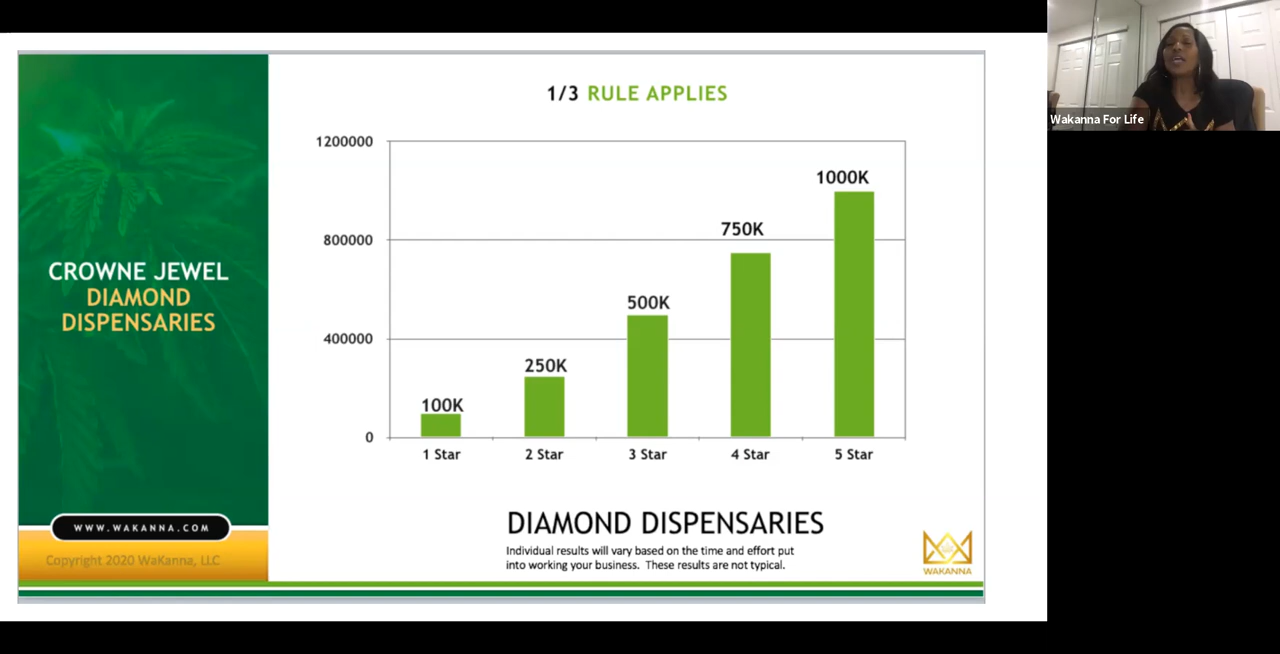 1/3 RULE APPLIES
1200000
800000
400000
0
100K
250K
500K
750K
1000K
1 Star
2 Star
3 Star
4 Star
5 Star
CROWNE JEWEL
DIAMOND
DISPENSARIES
WWW.WAKANNA.COM
Copyright 2020 WaKanna, LLC
DIAMOND DISPENSARIES
Individual results will vary based on the time and effort put
into working your business. These results are not typical.
WAKANNA
Wakanna For Life